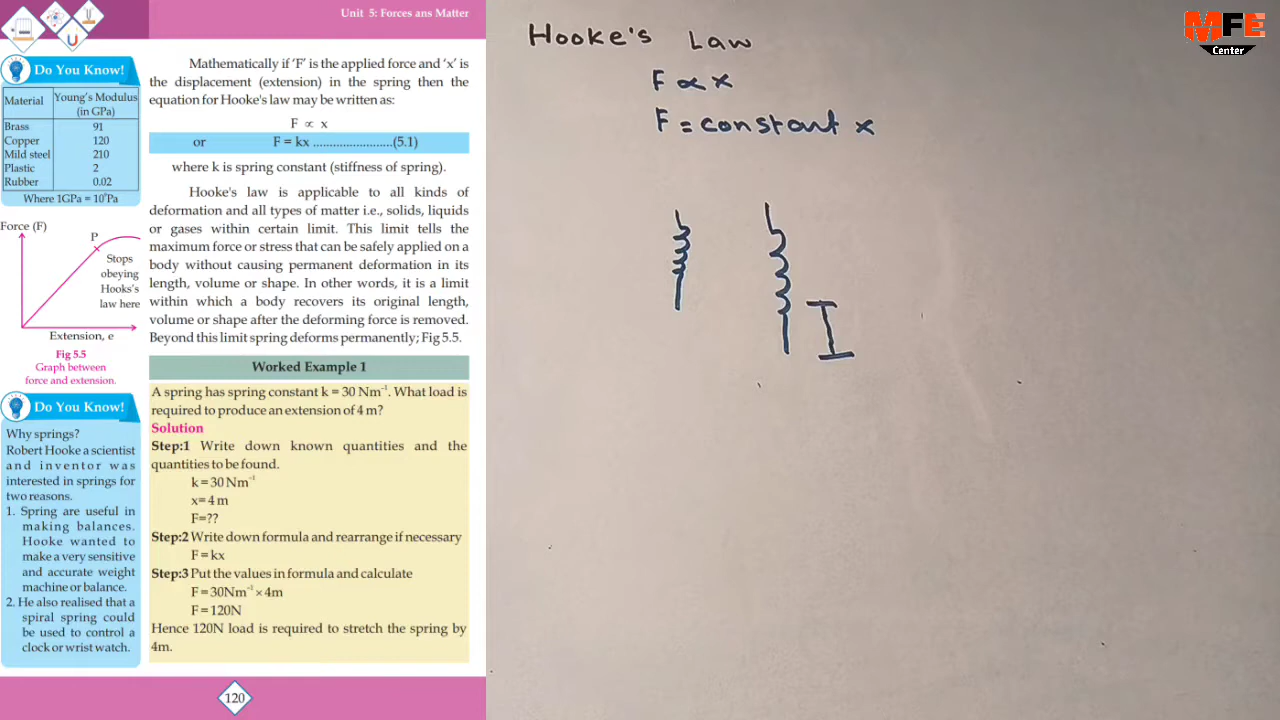 Unit 5: Forces ans Matter
Do You Know!
Material Young's Modulus (in GPa)
Brass 91
Copper 120
Mild steel 210
Plastic 2
Rubber 0.02
Where 1GPa = 10⁹Pa
Force (F)
P
Stops
obeying
Hooks's
law here
Extension, e
Fig 5.5
Graph between
force and extension.
Do You Know!
Why springs?
Robert Hooke a scientist
and inventor was
interested in springs for
two reasons.
1. Spring are useful in
making balances.
Hooke wanted to
make a very sensitive
and accurate weight
machine or balance.
2. He also realised that a
spiral spring could
be used to control a
clock or wrist watch.
Mathematically if 'F' is the applied force and 'x' is
the displacement (extension) in the spring then the
equation for Hooke's law may be written as:
F ∝ x
or F = kx ........................(5.1)
where k is spring constant (stiffness of spring).
Hooke's law is applicable to all kinds of
deformation and all types of matter i.e., solids, liquids
or gases within certain limit. This limit tells the
maximum force or stress that can be safely applied on a
body without causing permanent deformation in its
length, volume or shape. In other words, it is a limit
within which a body recovers its original length,
volume or shape after the deforming force is removed.
Beyond this limit spring deforms permanently; Fig 5.5.
Worked Example 1
A spring has spring constant k = 30 Nm⁻¹. What load is
required to produce an extension of 4 m?
Solution
Step:1 Write down known quantities and the
quantities to be found.
k = 30 Nm⁻¹
x= 4 m
F=??
Step:2 Write down formula and rearrange if necessary
F = kx
Step:3 Put the values in formula and calculate
F = 30Nm⁻¹ × 4m
F = 120N
Hence 120N load is required to stretch the spring by
4m.
120
Hooke's Law
F ∝ x
F = constant x
MFE
Center